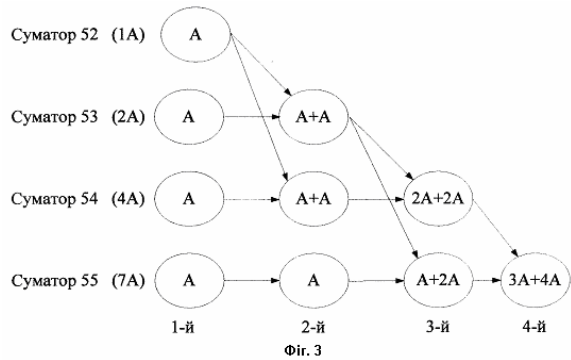 Суматор 52 (1A) A
Суматор 53 (2A) A A+A
Суматор 54 (4A) A A+A 2A+2A
Суматор 55 (7A) A A A+2A 3A+4A
1-й 2-й 3-й 4-й
Фіг. 3